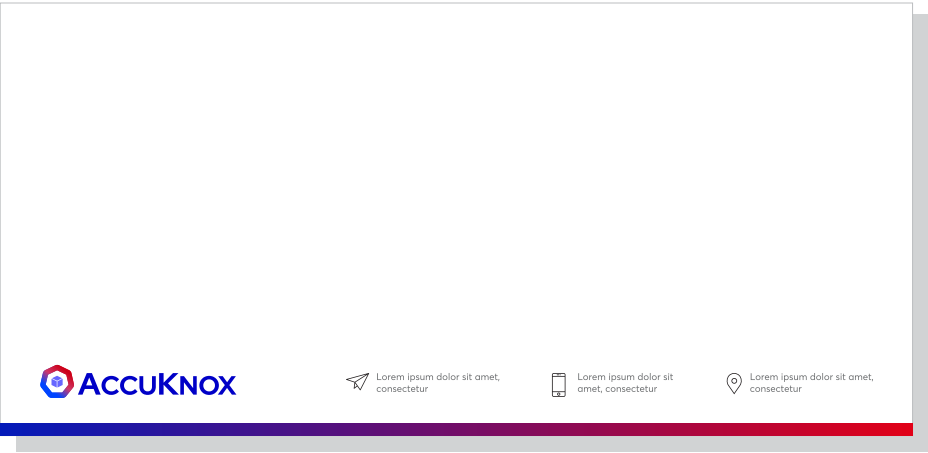 ACCUKNOX
Lorem ipsum dolor sit amet,
consectetur
Lorem ipsum dolor sit
amet, consectetur
Lorem ipsum dolor sit amet,
consectetur